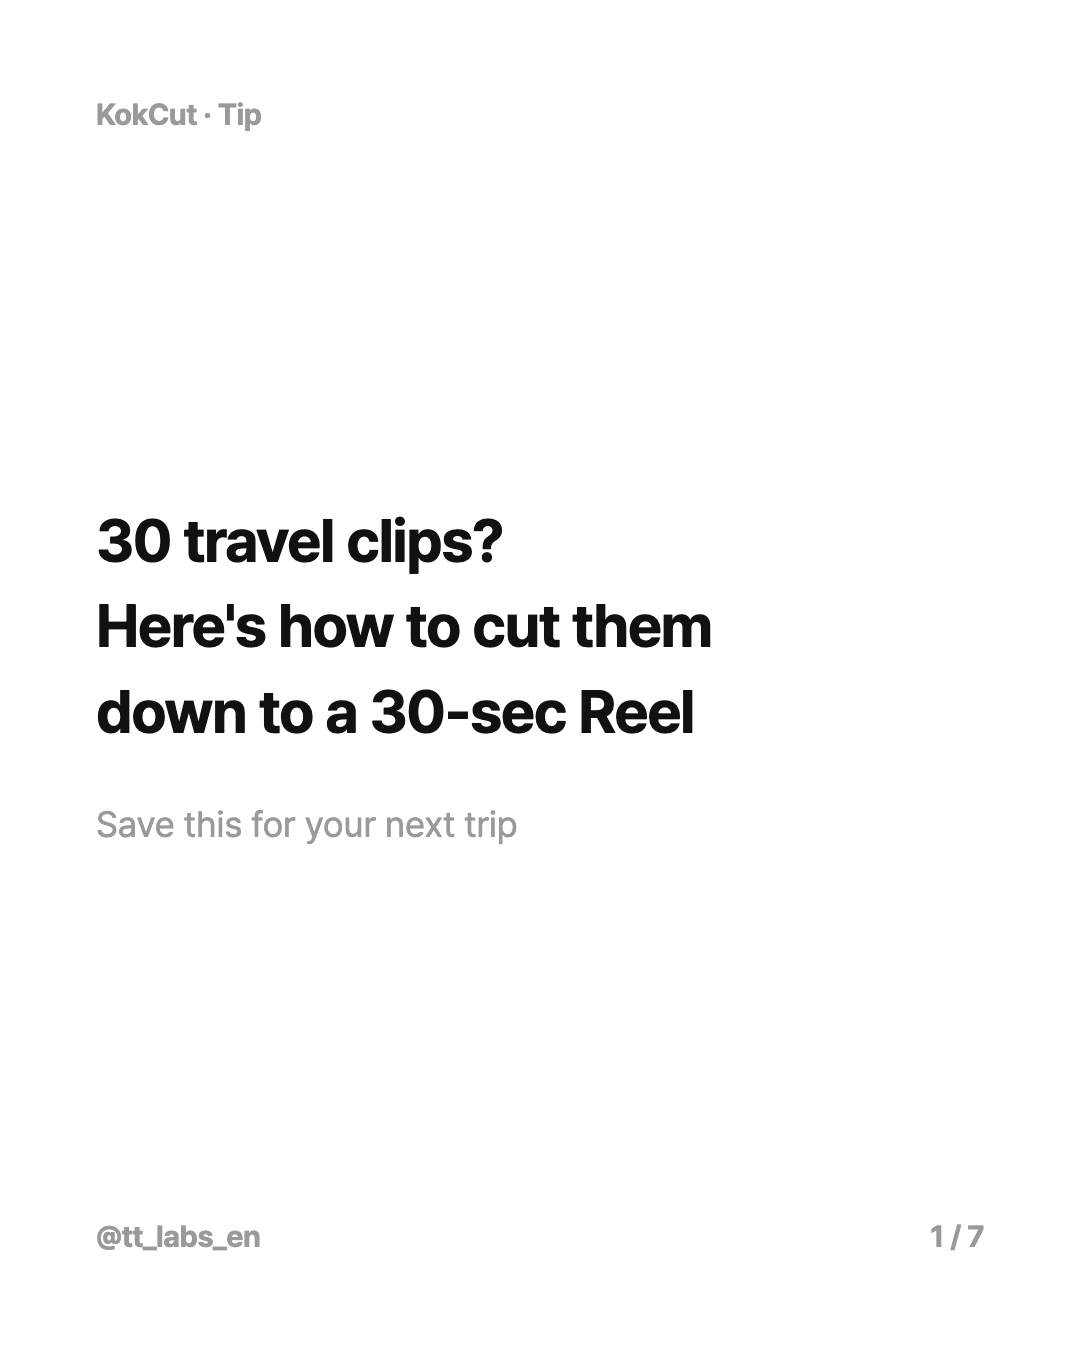 KokCut · Tip
30 travel clips?
Here's how to cut them
down to a 30-sec Reel
Save this for your next trip
@tt_labs_en
1 / 7